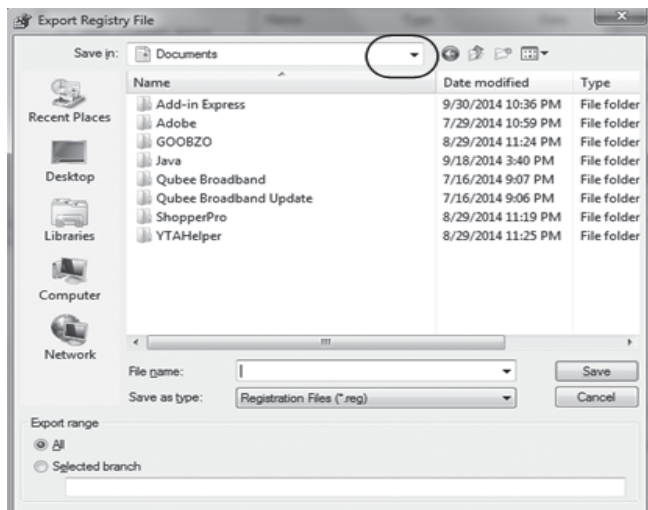 Export Registry File
Save in: Documents
Recent Places
Desktop
Libraries
Computer
Network
Name Date modified Type
Add-in Express 9/30/2014 10:36 PM File folder
Adobe 7/29/2014 10:59 PM File folder
GOOBZO 8/29/2014 11:24 PM File folder
Java 9/18/2014 3:40 PM File folder
Qubee Broadband 7/16/2014 9:07 PM File folder
Qubee Broadband Update 7/16/2014 9:06 PM File folder
ShopperPro 8/29/2014 11:19 PM File folder
YTAHelper 8/29/2014 11:25 PM File folder
File name: Save
Save as type: Registration Files (*.reg) Cancel
Export range
All
Selected branch